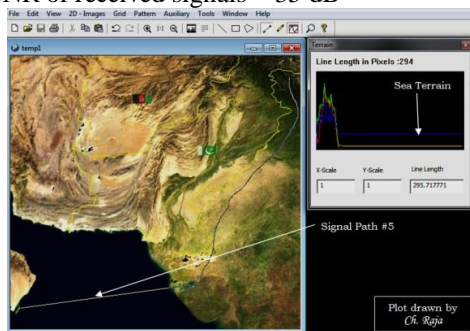 NR of received signals = 55 dB
File Edit View 2D - Images Grid Pattern Auxiliary Tools Window Help
temp1
Terrain
Line Length in Pixels :294
Sea Terrain
X-Scale Y-Scale Line Length
1 1 295.717771
Signal Path #5
Plot drawn by
Ch. Raja